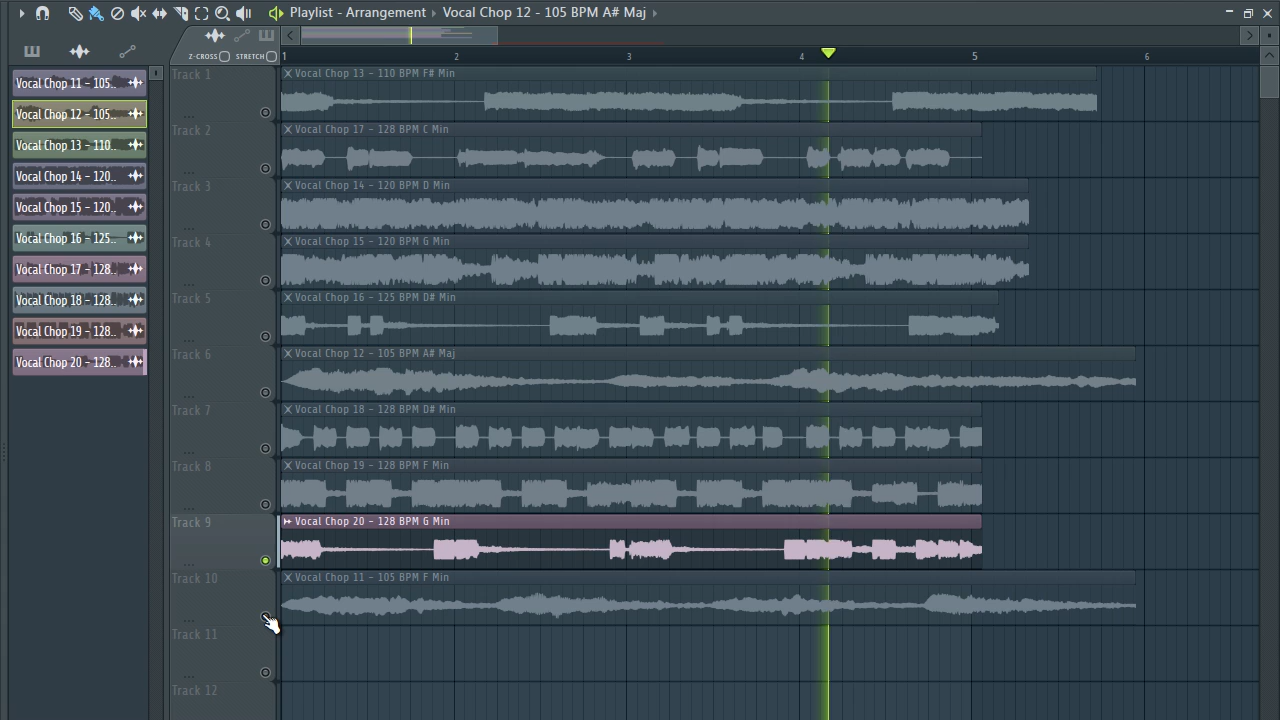 Playlist - Arrangement › Vocal Chop 12 - 105 BPM A# Maj ›
Z-CROSS STRETCH
1 2 3 4 5 6
Vocal Chop 11 - 105..
Vocal Chop 12 - 105..
Vocal Chop 13 - 110..
Vocal Chop 14 - 120..
Vocal Chop 15 - 120..
Vocal Chop 16 - 125..
Vocal Chop 17 - 128..
Vocal Chop 18 - 128..
Vocal Chop 19 - 128..
Vocal Chop 20 - 128..
Track 1
Vocal Chop 13 - 110 BPM F# Min
Track 2
Vocal Chop 17 - 128 BPM C Min
Track 3
Vocal Chop 14 - 120 BPM D Min
Track 4
Vocal Chop 15 - 120 BPM G Min
Track 5
Vocal Chop 16 - 125 BPM D# Min
Track 6
Vocal Chop 12 - 105 BPM A# Maj
Track 7
Vocal Chop 18 - 128 BPM D# Min
Track 8
Vocal Chop 19 - 128 BPM F Min
Track 9
Vocal Chop 20 - 128 BPM G Min
Track 10
Vocal Chop 11 - 105 BPM F Min
Track 11
Track 12